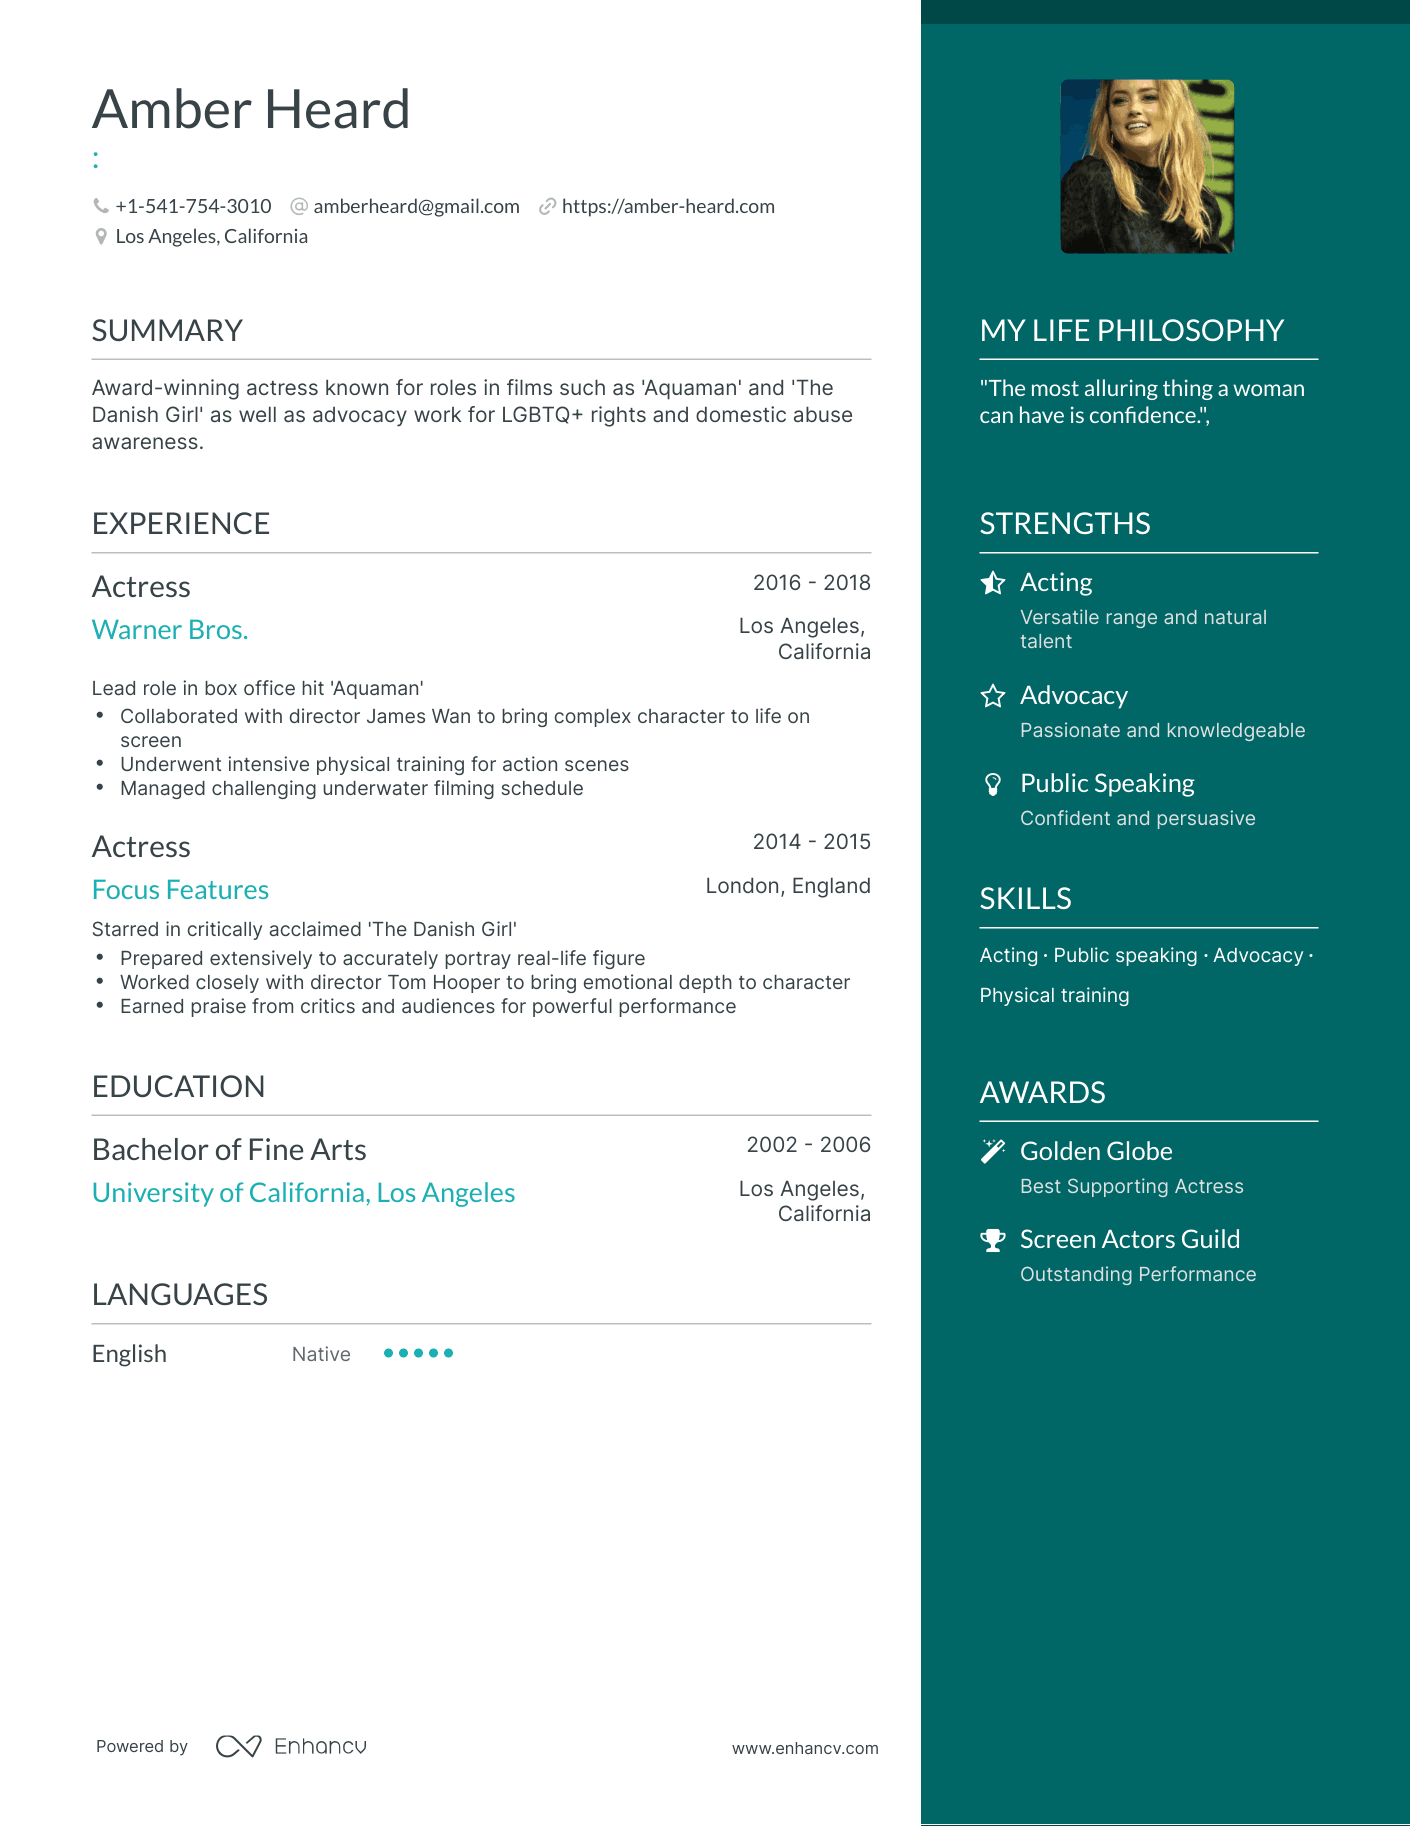 Amber Heard
:
+1-541-754-3010 @ amberheard@gmail.com https://amber-heard.com
Los Angeles, California
SUMMARY
Award-winning actress known for roles in films such as 'Aquaman' and 'The
Danish Girl' as well as advocacy work for LGBTQ+ rights and domestic abuse
awareness.
EXPERIENCE
Actress 2016 - 2018
Warner Bros. Los Angeles,
California
Lead role in box office hit 'Aquaman'
• Collaborated with director James Wan to bring complex character to life on
screen
• Underwent intensive physical training for action scenes
• Managed challenging underwater filming schedule
Actress 2014 - 2015
Focus Features London, England
Starred in critically acclaimed 'The Danish Girl'
• Prepared extensively to accurately portray real-life figure
• Worked closely with director Tom Hooper to bring emotional depth to character
• Earned praise from critics and audiences for powerful performance
EDUCATION
Bachelor of Fine Arts 2002 - 2006
University of California, Los Angeles Los Angeles,
California
LANGUAGES
English Native
Powered by Enhancv www.enhancv.com
MY LIFE PHILOSOPHY
"The most alluring thing a woman
can have is confidence.",
STRENGTHS
Acting
Versatile range and natural
talent
Advocacy
Passionate and knowledgeable
Public Speaking
Confident and persuasive
SKILLS
Acting · Public speaking · Advocacy ·
Physical training
AWARDS
Golden Globe
Best Supporting Actress
Screen Actors Guild
Outstanding Performance